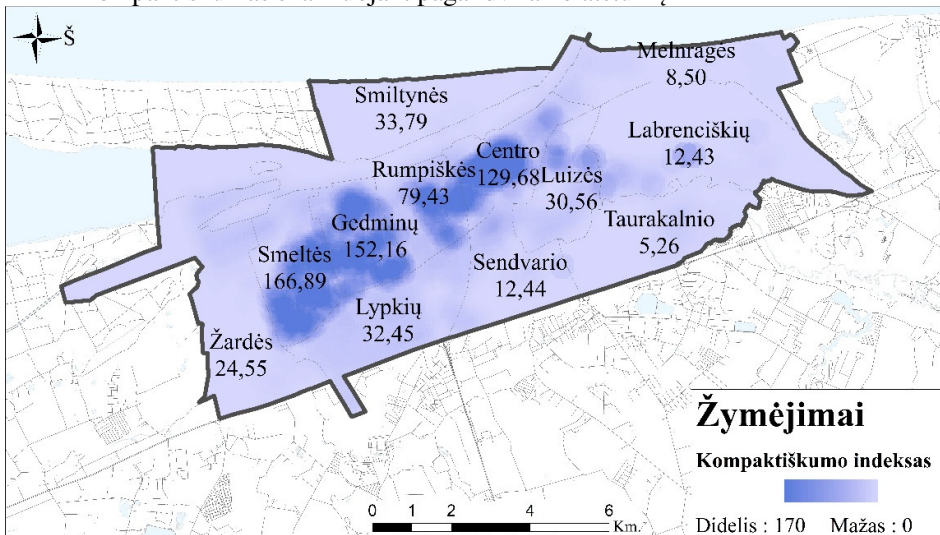 Š
Melnragės
8,50
Smiltynės
33,79
Labrenciškių
12,43
Centro
129,68
Rumpiškės
79,43
Luizės
30,56
Gedminų
152,16
Taurakalnio
5,26
Smeltės
166,89
Sendvario
12,44
Lypkių
32,45
Žardės
24,55
Žymėjimai
Kompaktiškumo indeksas
Didelis : 170 Mažas : 0
0 1 2 4 6
Km.